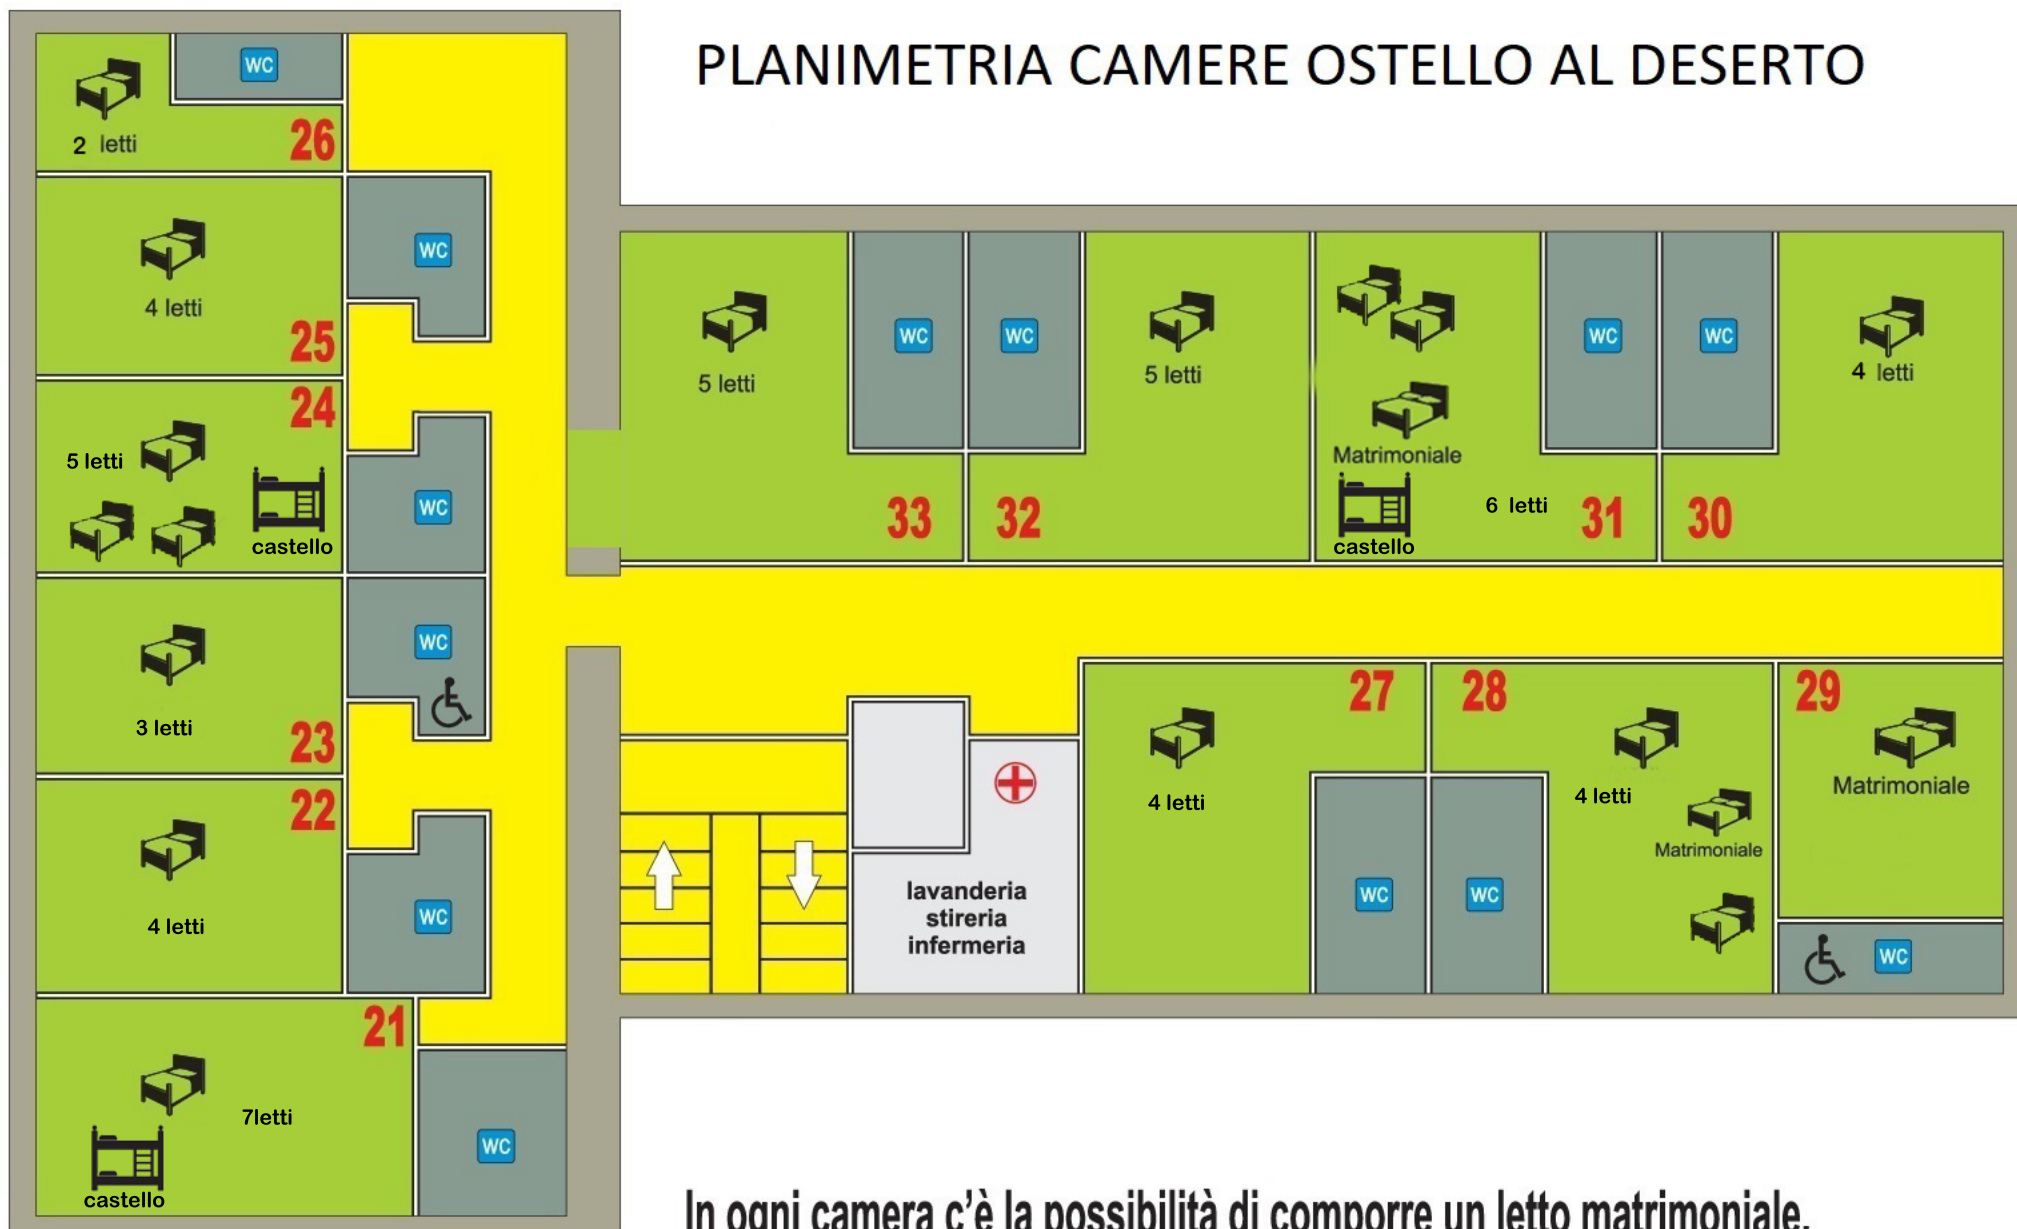 PLANIMETRIA CAMERE OSTELLO AL DESERTO
WC
2 letti
26
WC
4 letti
25
24
5 letti
castello
WC
WC
3 letti
23
22
4 letti
WC
21
7letti
castello
WC
5 letti
WC
33
WC
5 letti
32
Matrimoniale
castello
6 letti
31
WC
WC
4 letti
30
lavanderia
stireria
infermeria
27
4 letti
WC
28
4 letti
Matrimoniale
WC
29
Matrimoniale
WC
In ogni camera c'è la possibilità di comporre un letto matrimoniale.